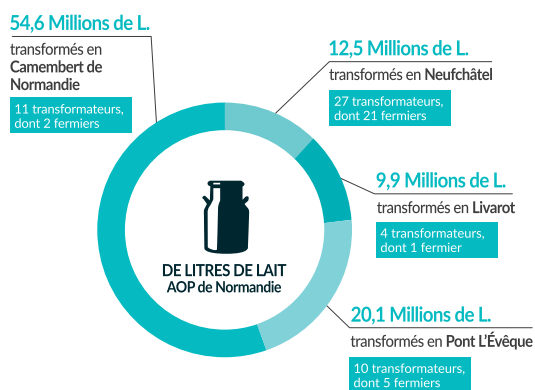 54,6 Millions de L.
transformés en
Camembert de
Normandie
11 transformateurs,
dont 2 fermiers
12,5 Millions de L.
transformés en Neufchâtel
27 transformateurs,
dont 21 fermiers
9,9 Millions de L.
transformés en Livarot
4 transformateurs,
dont 1 fermier
20,1 Millions de L.
transformés en Pont L’Évêque
10 transformateurs,
dont 5 fermiers
DE LITRES DE LAIT
AOP de Normandie